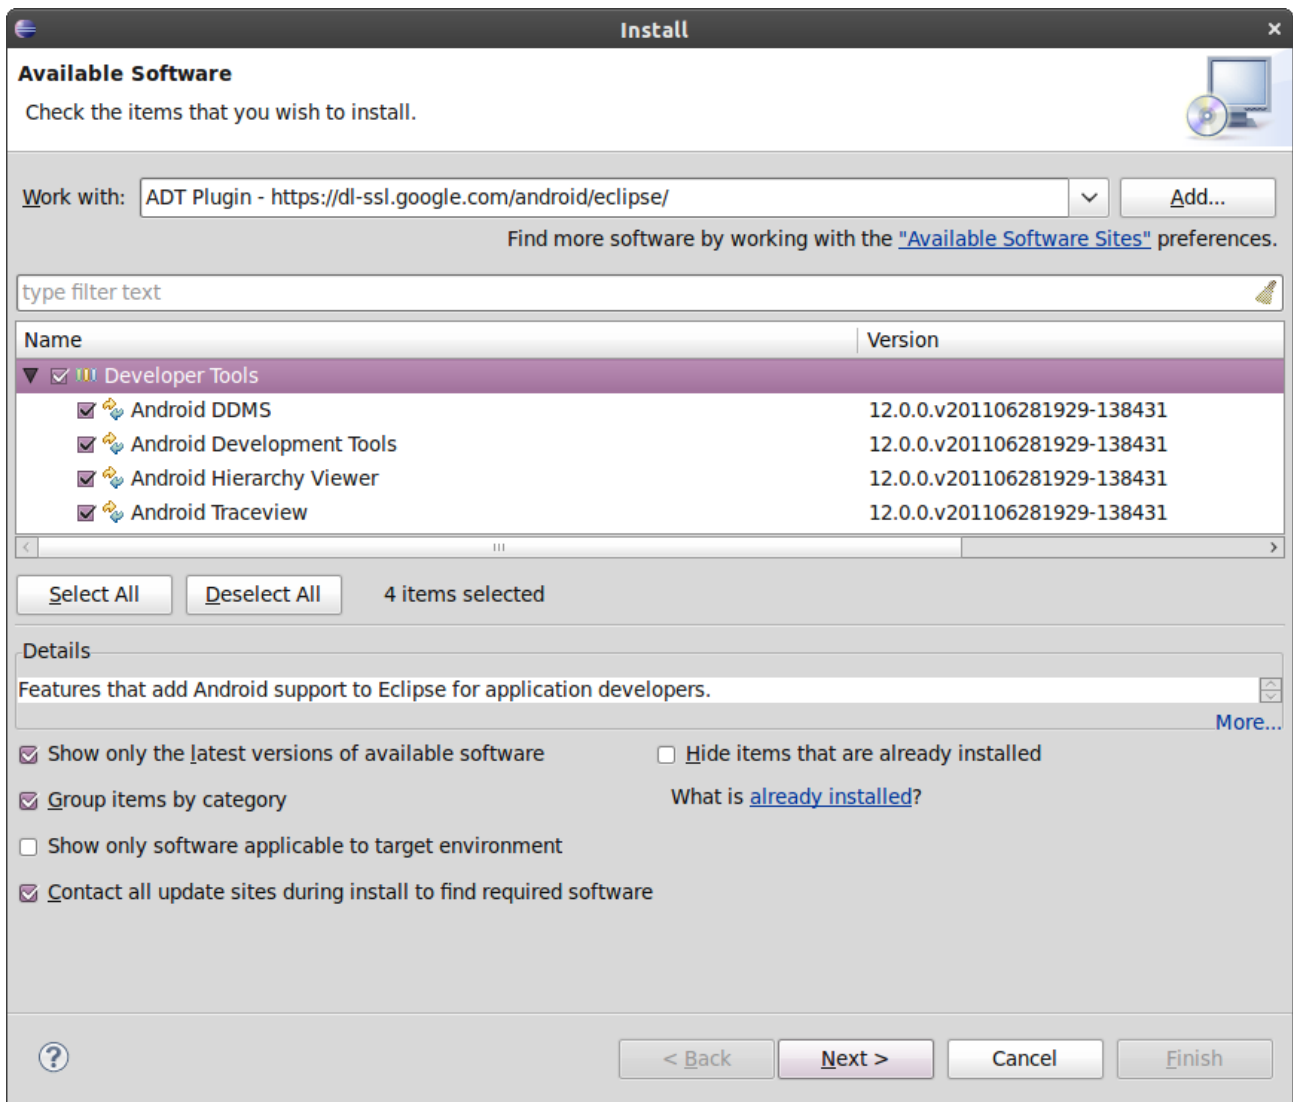 Install
Available Software
Check the items that you wish to install.
Work with: ADT Plugin - https://dl-ssl.google.com/android/eclipse/ Add...
Find more software by working with the "Available Software Sites" preferences.
type filter text
Name Version
Developer Tools
Android DDMS 12.0.0.v201106281929-138431
Android Development Tools 12.0.0.v201106281929-138431
Android Hierarchy Viewer 12.0.0.v201106281929-138431
Android Traceview 12.0.0.v201106281929-138431
Select All Deselect All 4 items selected
Details
Features that add Android support to Eclipse for application developers.
More...
Show only the latest versions of available software Hide items that are already installed
Group items by category What is already installed?
Show only software applicable to target environment
Contact all update sites during install to find required software
? < Back Next > Cancel Finish